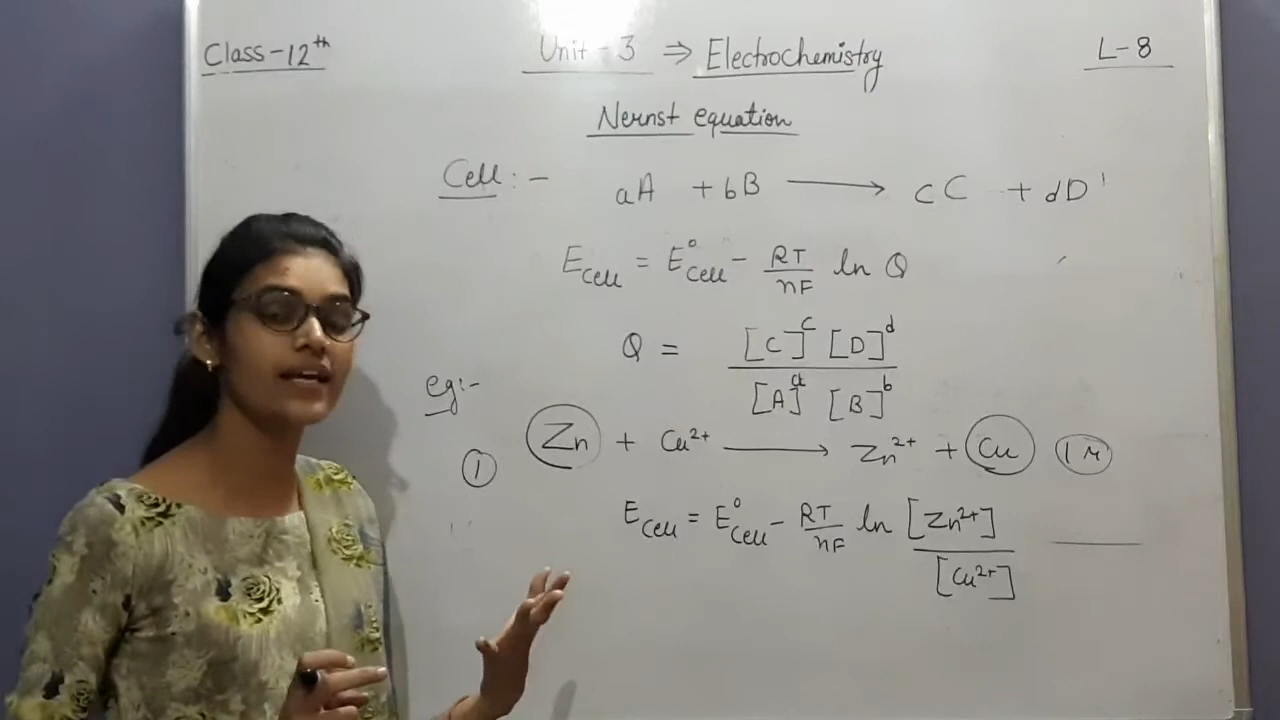 Class-12th Unit-3 ⇒ Electrochemistry L-8
Nernst equation
Cell:- aA + bB ⟶ cC + dD
E_cell = E°_cell - RT/nF ln Q
Q = [C]^c [D]^d / [A]^a [B]^b
eg:-
① Zn + Cu²⁺ ⟶ Zn²⁺ + Cu 1M
E_cell = E°_cell - RT/nF ln [Zn²⁺]/[Cu²⁺]